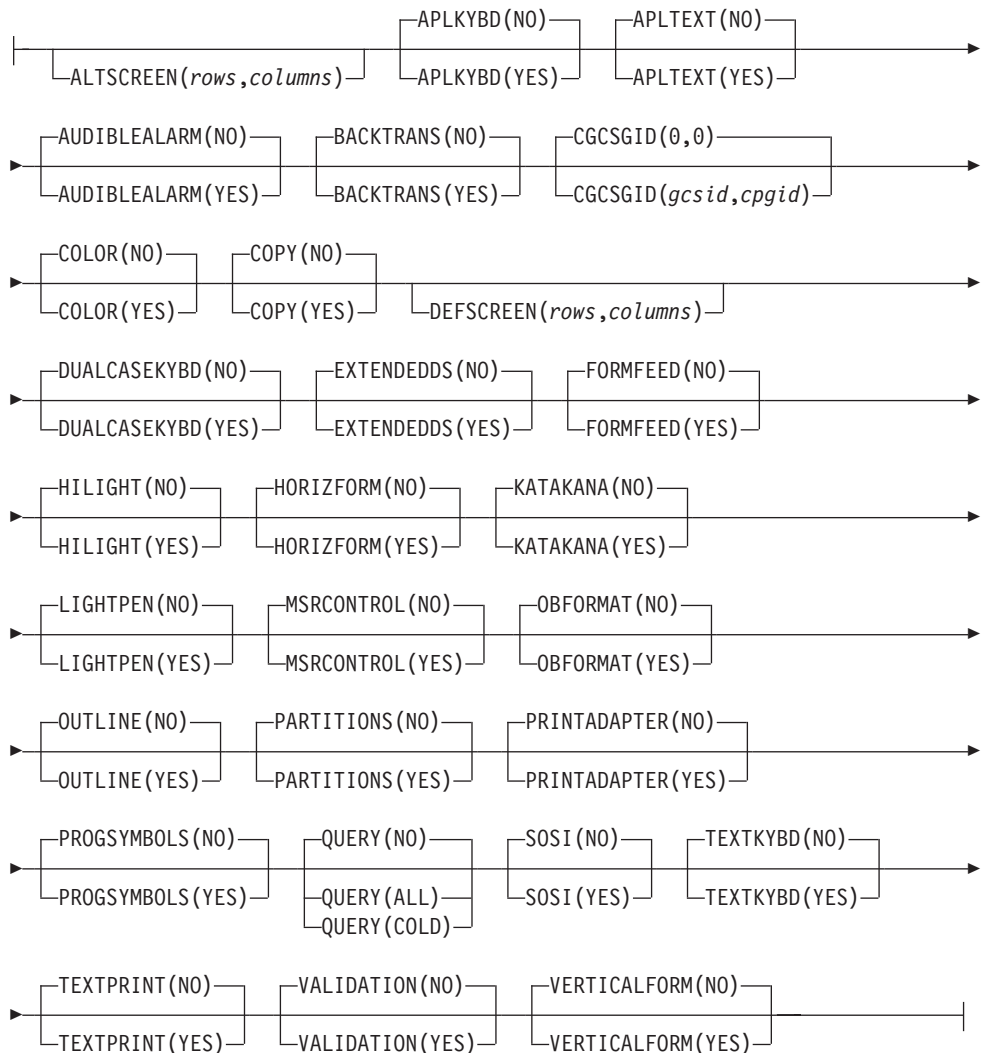 APLKYBD(NO) APLTEXT(NO)
ALTSCREEN(rows,columns) APLKYBD(YES) APLTEXT(YES)
AUDIBLEALARM(NO) BACKTRANS(NO) CGCSGID(0,0)
AUDIBLEALARM(YES) BACKTRANS(YES) CGCSGID(gcsid,cpgid)
COLOR(NO) COPY(NO)
COLOR(YES) COPY(YES) DEFSCREEN(rows,columns)
DUALCASEKYBD(NO) EXTENDEDDS(NO) FORMFEED(NO)
DUALCASEKYBD(YES) EXTENDEDDS(YES) FORMFEED(YES)
HILIGHT(NO) HORIZFORM(NO) KATAKANA(NO)
HILIGHT(YES) HORIZFORM(YES) KATAKANA(YES)
LIGHTPEN(NO) MSRCONTROL(NO) OBFORMAT(NO)
LIGHTPEN(YES) MSRCONTROL(YES) OBFORMAT(YES)
OUTLINE(NO) PARTITIONS(NO) PRINTADAPTER(NO)
OUTLINE(YES) PARTITIONS(YES) PRINTADAPTER(YES)
PROGSYMBOLS(NO) QUERY(NO) SOSI(NO) TEXTKYBD(NO)
PROGSYMBOLS(YES) QUERY(ALL) SOSI(YES) TEXTKYBD(YES)
QUERY(COLD)
TEXTPRINT(NO) VALIDATION(NO) VERTICALFORM(NO)
TEXTPRINT(YES) VALIDATION(YES) VERTICALFORM(YES)